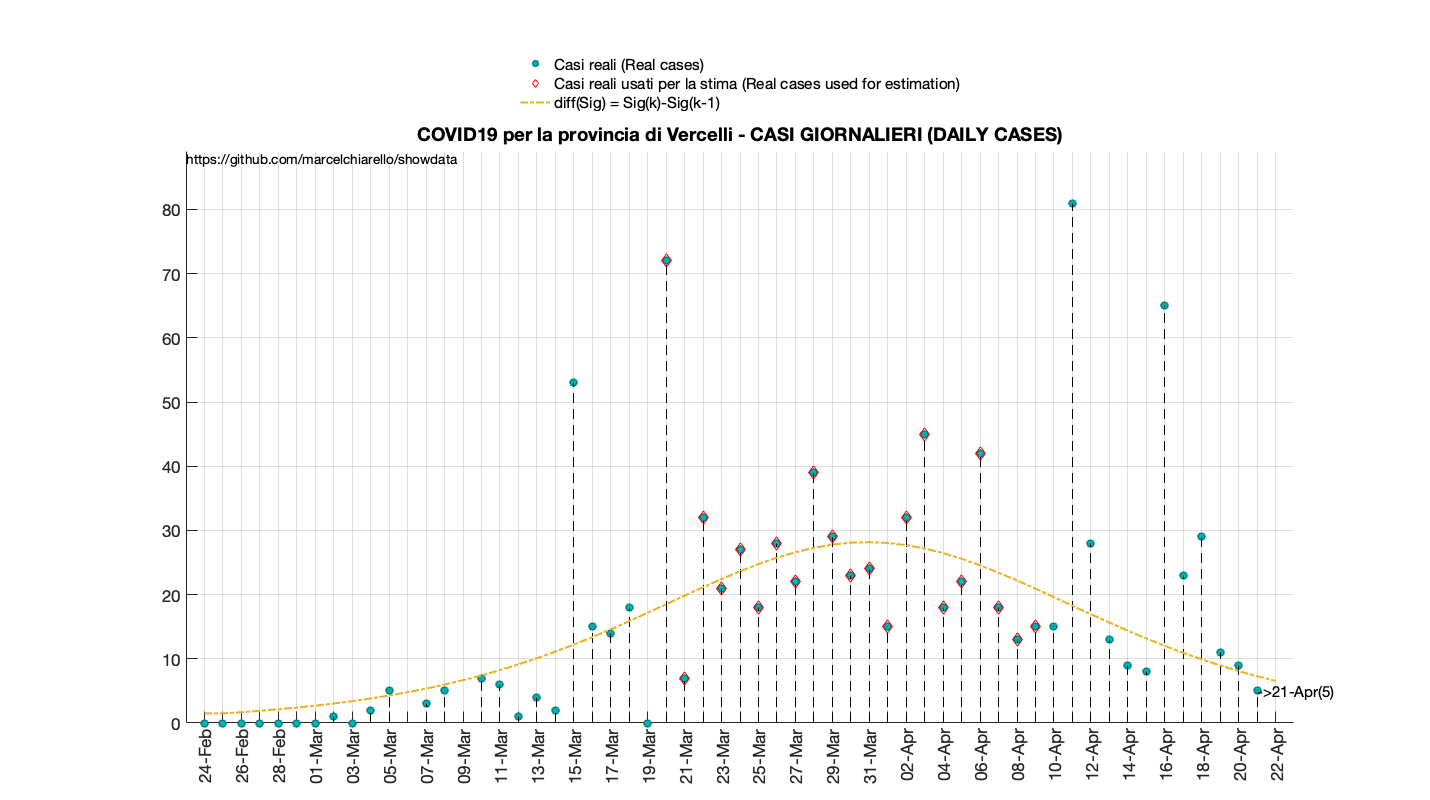 Casi reali (Real cases)
Casi reali usati per la stima (Real cases used for estimation)
diff(Sig) = Sig(k)-Sig(k-1)
COVID19 per la provincia di Vercelli - CASI GIORNALIERI (DAILY CASES)
https://github.com/marcelchiarello/showdata
80
70
60
50
40
30
20
10
0
->21-Apr(5)
24-Feb
26-Feb
28-Feb
01-Mar
03-Mar
05-Mar
07-Mar
09-Mar
11-Mar
13-Mar
15-Mar
17-Mar
19-Mar
21-Mar
23-Mar
25-Mar
27-Mar
29-Mar
31-Mar
02-Apr
04-Apr
06-Apr
08-Apr
10-Apr
12-Apr
14-Apr
16-Apr
18-Apr
20-Apr
22-Apr